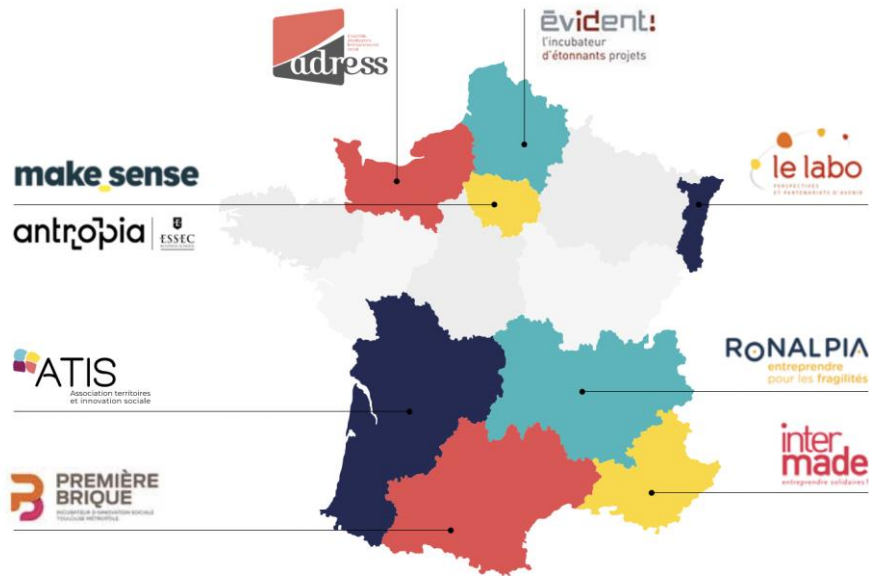 adress
évident!
l'incubateur
d'étonnants projets
make_sense
antropia
ESSEC
le labo
PERSPECTIVES
ET PARTENARIATS D'AVENIR
ATIS
Association territoires
et innovation sociale
RONALPIA
entreprendre
pour les fragilités
inter
made
entreprendre solidaires!
PREMIÈRE
BRIQUE
INCUBATEUR D'INNOVATION SOCIALE
TOULOUSE MÉTROPOLE